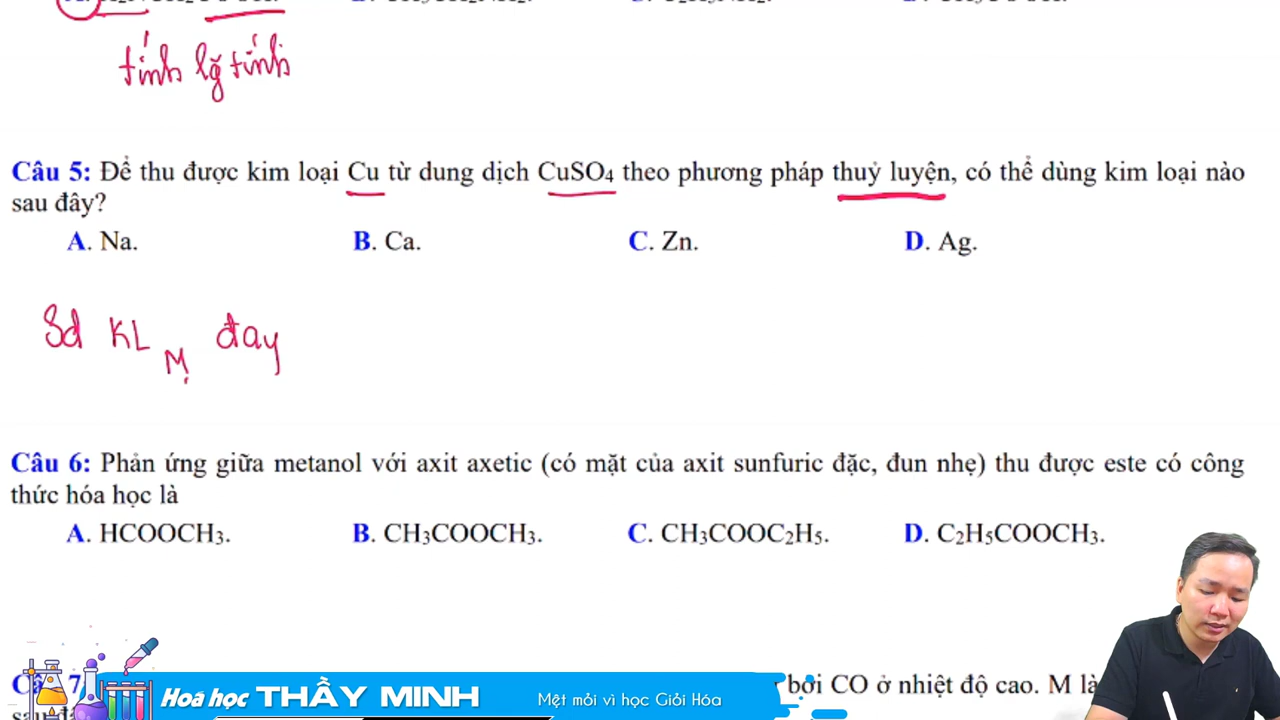 tính lưỡng tính
Câu 5: Để thu được kim loại Cu từ dung dịch CuSO4 theo phương pháp thuỷ luyện, có thể dùng kim loại nào
sau đây?
A. Na. B. Ca. C. Zn. D. Ag.
Sd KL M đay
Câu 6: Phản ứng giữa metanol với axit axetic (có mặt của axit sunfuric đặc, đun nhẹ) thu được este có công
thức hóa học là
A. HCOOCH3. B. CH3COOCH3. C. CH3COOC2H5. D. C2H5COOCH3.
bởi CO ở nhiệt độ cao. M là
Hoá học THẦY MINH Mệt mỏi vì học Giỏi Hóa